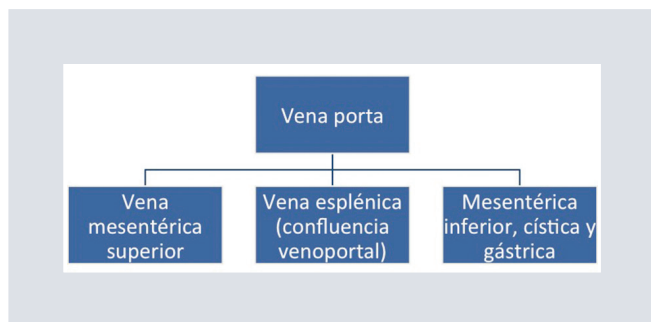 Vena porta
Vena
mesentérica
superior
Vena esplénica
(confluencia
venoportal)
Mesentérica
inferior, cística y
gástrica